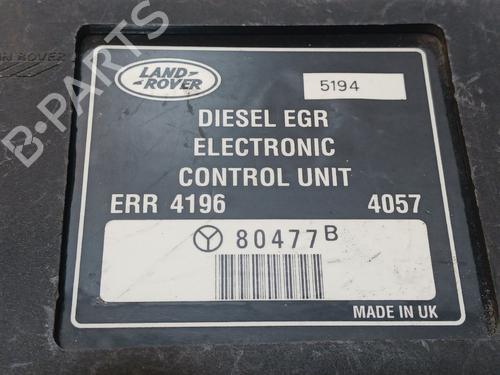 LAND-
-ROVER
5194
DIESEL EGR
ELECTRONIC
CONTROL UNIT
ERR 4196 4057
80477B
MADE IN UK
B-PARTS